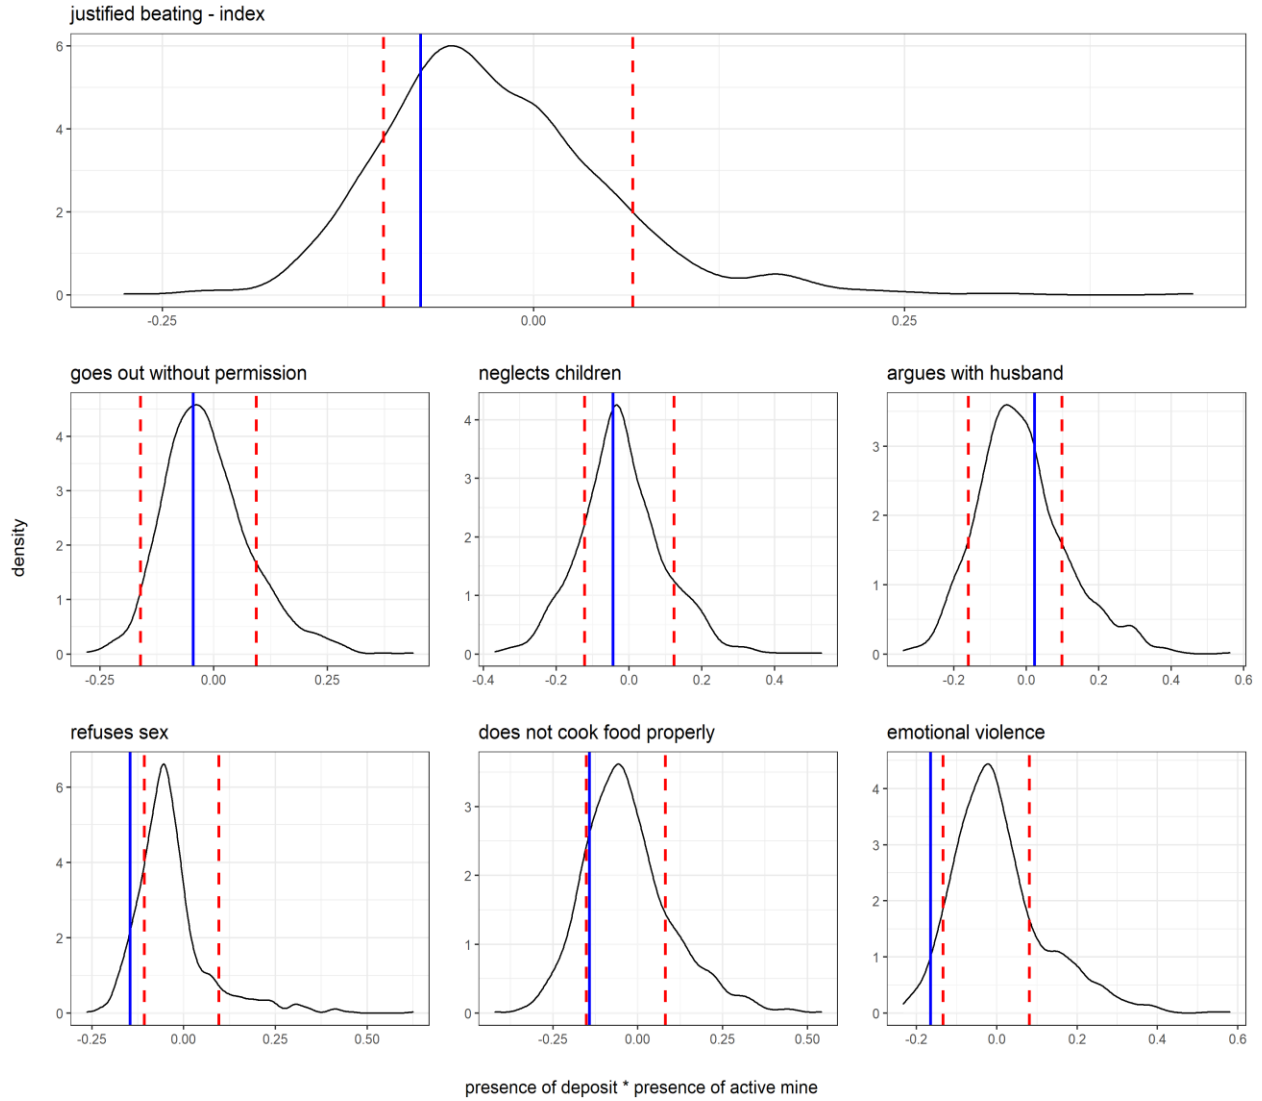 justified beating - index
6
4
2
0
-0.25 0.00 0.25
goes out without permission
4
3
2
1
0
-0.25 0.00 0.25
neglects children
4
3
2
1
0
-0.4 -0.2 0.0 0.2 0.4
argues with husband
3
2
1
0
-0.2 0.0 0.2 0.4 0.6
density
refuses sex
6
4
2
0
-0.25 0.00 0.25 0.50
does not cook food properly
3
2
1
0
-0.25 0.00 0.25 0.50
emotional violence
4
3
2
1
0
-0.2 0.0 0.2 0.4 0.6
presence of deposit * presence of active mine